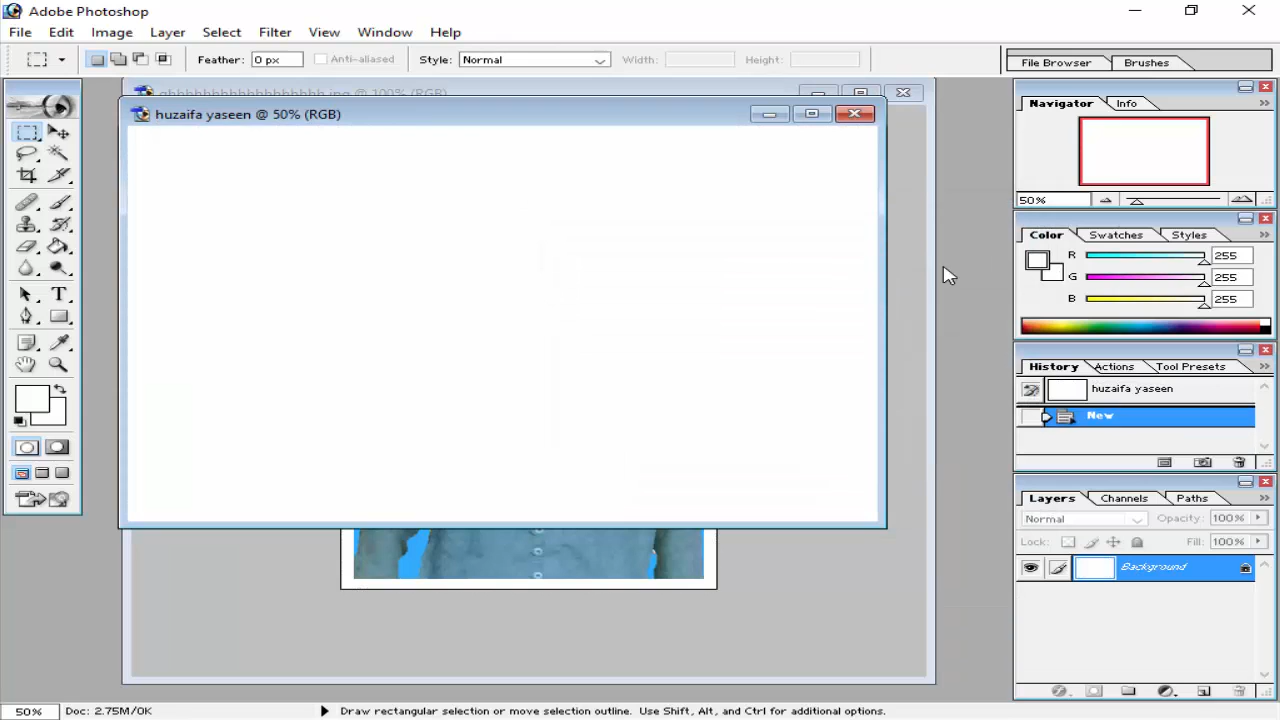 Adobe Photoshop
File Edit Image Layer Select Filter View Window Help
Feather: 0 px Anti-aliased Style: Normal Width: Height: File Browser Brushes
@ 100% (RGB)
huzaifa yaseen @ 50% (RGB)
Navigator Info
50%
Color Swatches Styles
R 255
G 255
B 255
History Actions Tool Presets
huzaifa yaseen
New
Layers Channels Paths
Normal Opacity: 100%
Lock: Fill: 100%
Background
50% Doc: 2.75M/0K Draw rectangular selection or move selection outline. Use Shift, Alt, and Ctrl for additional options.